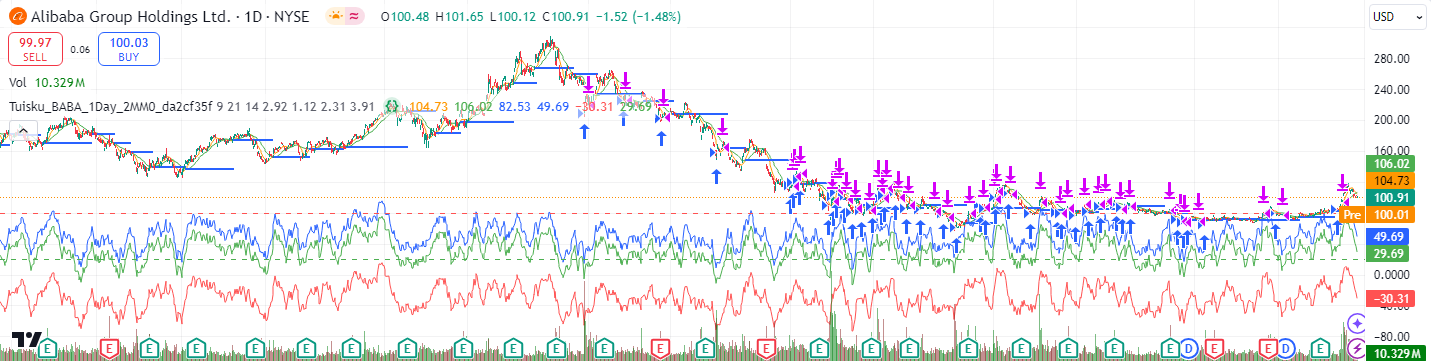 Alibaba Group Holdings Ltd. · 1D · NYSE O100.48 H101.65 L100.12 C100.91 −1.52 (−1.48%)
USD
99.97
SELL
0.06
100.03
BUY
Vol 10.329M
Tuisku_BABA_1Day_2MM0_da2cf35f 9 21 14 2.92 1.12 2.31 3.91 104.73 106.02 82.53 49.69 −30.31 29.69
280.00
240.00
200.00
160.00
106.02
104.73
100.91
Pre 100.01
49.69
29.69
0.0000
−30.31
−80.00
10.329M
E E E E E E E E E E E E E E E E E E E E E E D E E D E